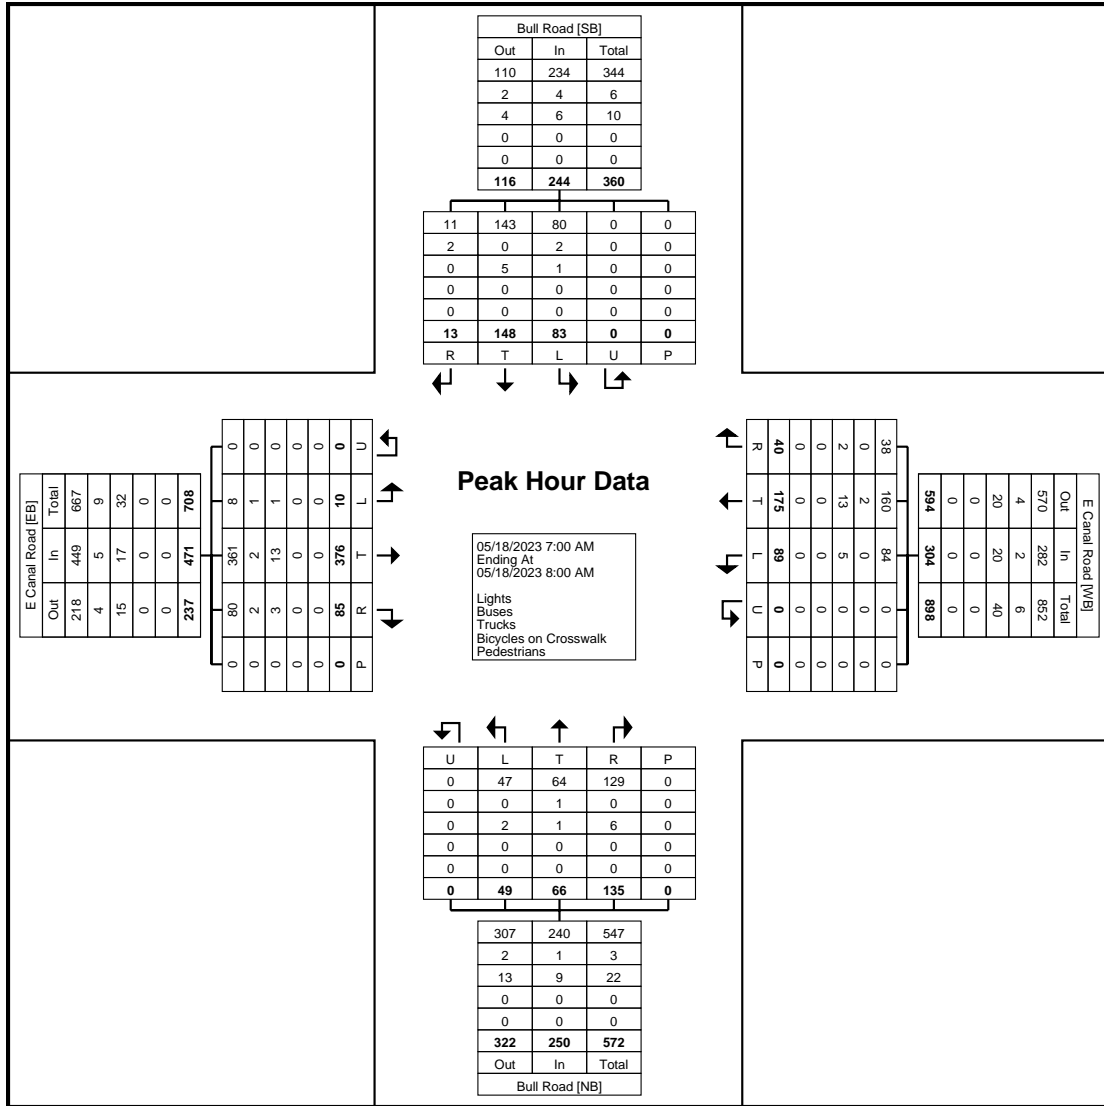 Bull Road [SB]
Out In Total
110 234 344
2 4 6
4 6 10
0 0 0
0 0 0
116 244 360
11 143 80 0 0
2 0 2 0 0
0 5 1 0 0
0 0 0 0 0
0 0 0 0 0
13 148 83 0 0
R T L U P
E Canal Road [EB]
Total 667 9 32 0 0 708
In 449 5 17 0 0 471
Out 218 4 15 0 0 237
0 0 0 0 0 0 U
8 1 1 0 0 10 L
361 2 13 0 0 376 T
80 2 3 0 0 85 R
0 0 0 0 0 0 P
Peak Hour Data
05/18/2023 7:00 AM
Ending At
05/18/2023 8:00 AM
Lights
Buses
Trucks
Bicycles on Crosswalk
Pedestrians
R 40 0 0 2 0 38
T 175 0 0 13 2 160
L 89 0 0 5 0 84
U 0 0 0 0 0 0
P 0 0 0 0 0 0
594 0 0 20 4 570 Out
304 0 0 20 2 282 In
898 0 0 40 6 852 Total
E Canal Road [WB]
U L T R P
0 47 64 129 0
0 0 1 0 0
0 2 1 6 0
0 0 0 0 0
0 0 0 0 0
0 49 66 135 0
307 240 547
2 1 3
13 9 22
0 0 0
0 0 0
322 250 572
Out In Total
Bull Road [NB]